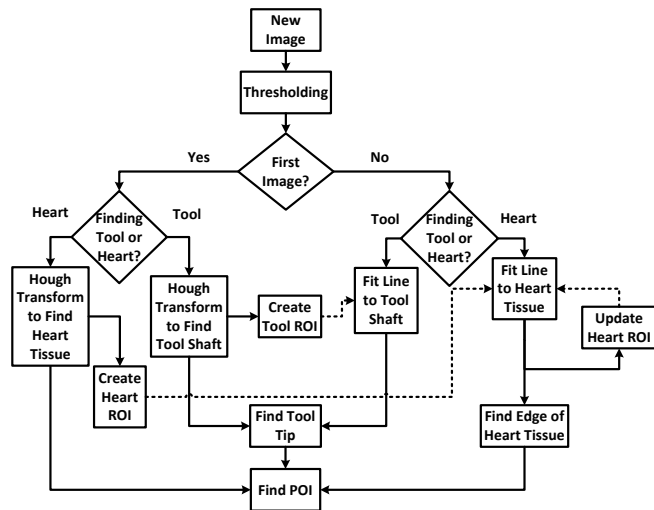 New
Image
Thresholding
Yes
First
Image?
No
Heart
Finding
Tool or
Heart?
Tool
Tool
Finding
Tool or
Heart?
Heart
Hough
Transform
to Find
Heart
Tissue
Hough
Transform
to Find
Tool Shaft
Create
Tool ROI
Fit Line
to Tool
Shaft
Fit Line
to Heart
Tissue
Update
Heart ROI
Create
Heart
ROI
Find Tool
Tip
Find Edge of
Heart Tissue
Find POI